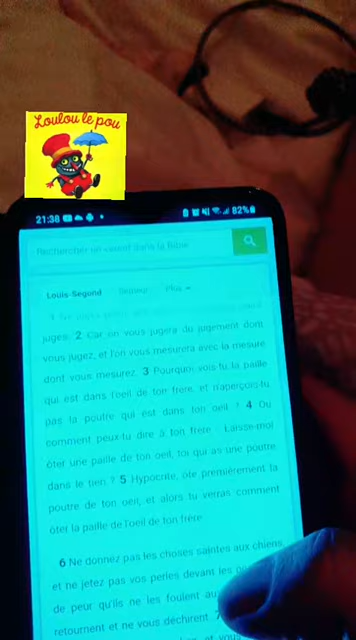 Loulou le pou
21:38 82%
Rechercher un verset dans la Bible
Louis-Segond Semeur Plus
juges. 2 Car on vous jugera du jugement dont
vous jugez, et l'on vous mesurera avec la mesure
dont vous mesurez. 3 Pourquoi vois-tu la paille
qui est dans l'oeil de ton frère, et n'aperçois-tu
pas la poutre qui est dans ton oeil ? 4 Ou
comment peux-tu dire à ton frère : Laisse-moi
ôter une paille de ton oeil, toi qui as une poutre
dans le tien ? 5 Hypocrite, ôte premièrement la
poutre de ton oeil, et alors tu verras comment
ôter la paille de l'oeil de ton frère.
6 Ne donnez pas les choses saintes aux chiens,
et ne jetez pas vos perles devant les
de peur qu'ils ne les foulent aux
retournent et ne vous déchirent. 7